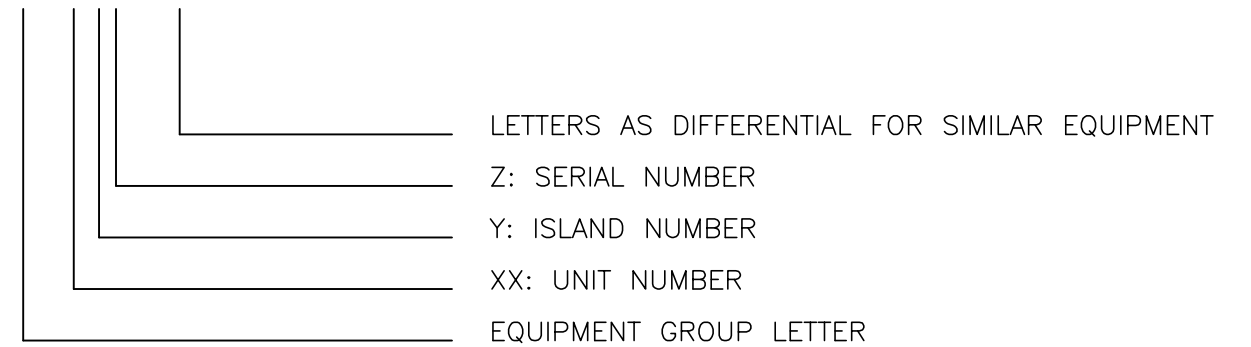 LETTERS AS DIFFERENTIAL FOR SIMILAR EQUIPMENT
Z: SERIAL NUMBER
Y: ISLAND NUMBER
XX: UNIT NUMBER
EQUIPMENT GROUP LETTER